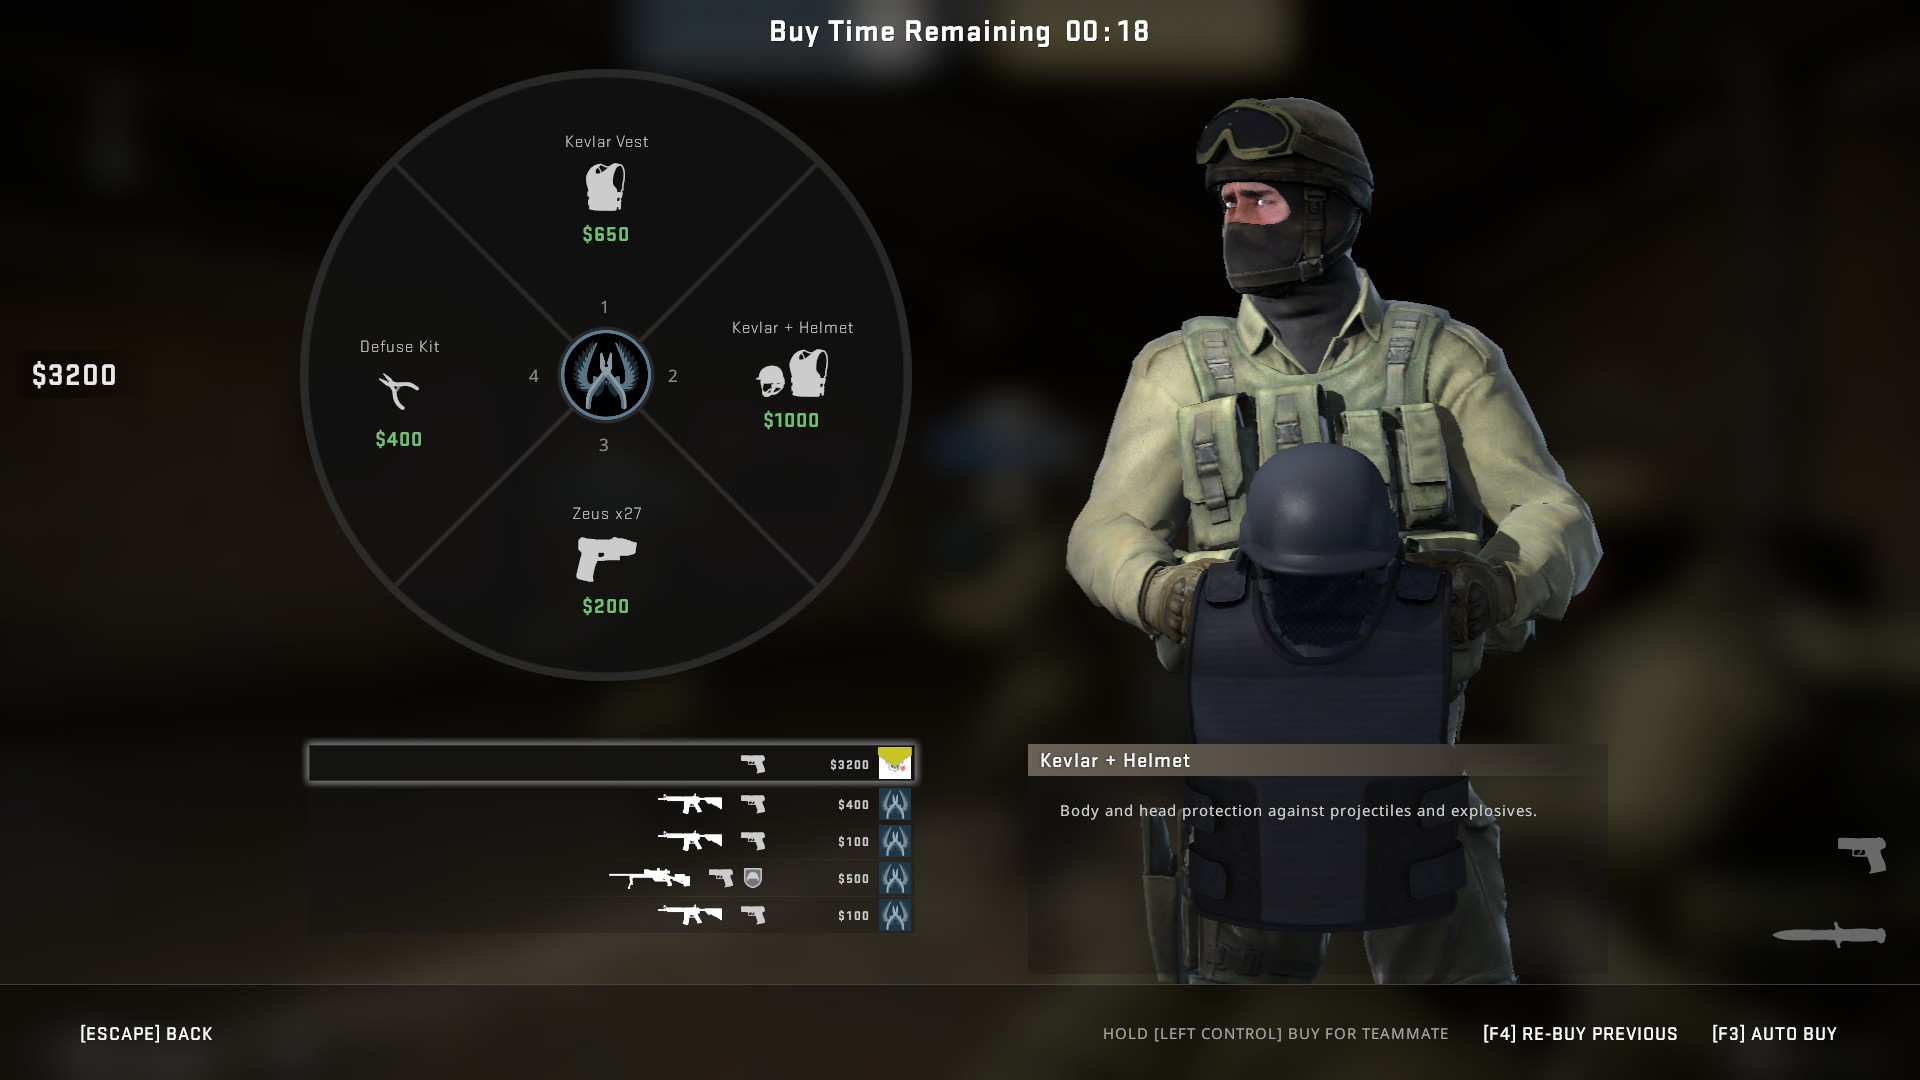 Buy Time Remaining 00:18
Kevlar Vest
$650
1
Defuse Kit
$400
4
2
Kevlar + Helmet
$1000
3
Zeus x27
$200
$3200
$3200
$400
$100
$500
$100
Kevlar + Helmet
Body and head protection against projectiles and explosives.
[ESCAPE] BACK
HOLD [LEFT CONTROL] BUY FOR TEAMMATE
[F4] RE-BUY PREVIOUS
[F3] AUTO BUY